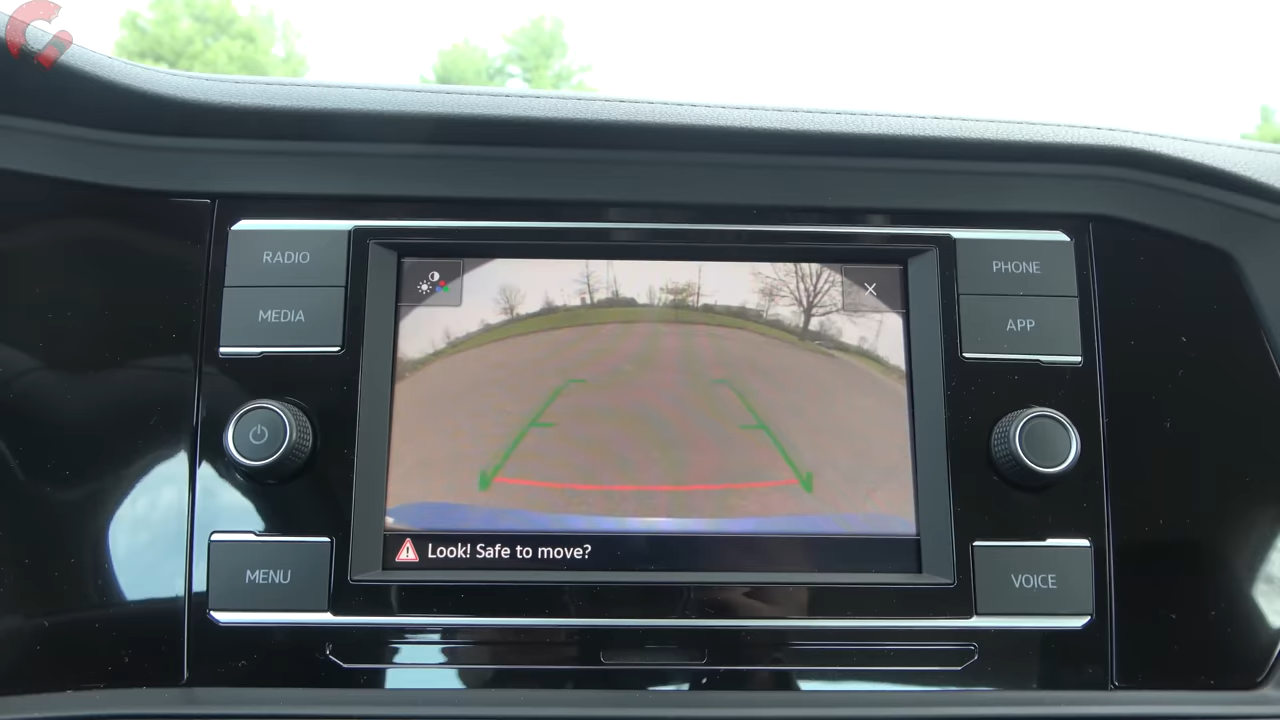 RADIO
PHONE
MEDIA
APP
Look! Safe to move?
MENU
VOICE